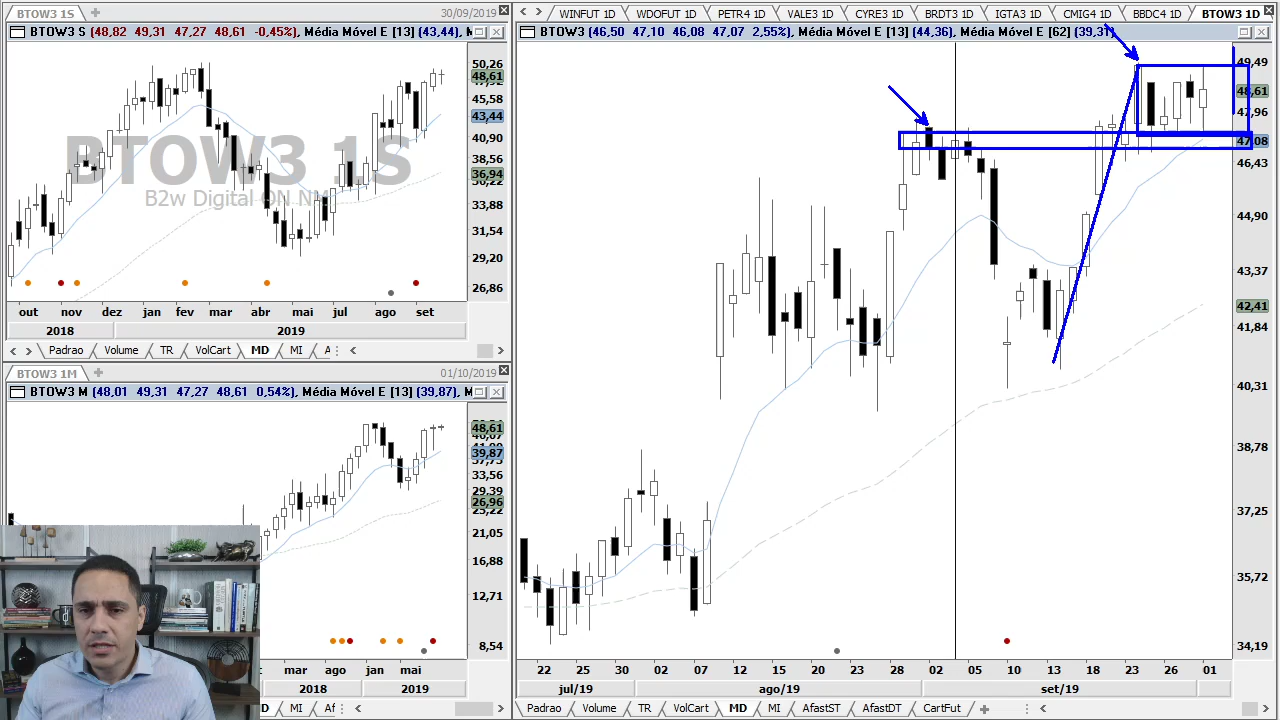 BTOW3 1S
30/09/2019
BTOW3 S (48,82 49,31 47,27 48,61 -0,45%), Média Móvel E [13] (43,44), M
50,26
48,61
45,58
43,44
40,90
38,56
36,94
36,22
33,88
31,54
29,20
26,86
BTOW3 1S
B2w Digital ON NM
out nov dez jan fev mar abr mai jul ago set
2018 2019
Padrao Volume TR VolCart MD MI A
BTOW3 1M
01/10/2019
BTOW3 M (48,01 49,31 47,27 48,61 0,54%), Média Móvel E [13] (39,87), M
48,61
39,87
33,56
29,39
26,96
25,22
21,05
16,88
12,71
8,54
mar ago jan mai
2018 2019
D MI Af
WINFUT 1D WDOFUT 1D PETR4 1D VALE3 1D CYRE3 1D BRDT3 1D IGTA3 1D CMIG4 1D BBDC4 1D BTOW3 1D
BTOW3 (46,50 47,10 46,08 47,07 2,55%), Média Móvel E [13] (44,36), Média Móvel E [62] (39,31)
49,49
48,61
47,96
47,08
46,43
44,90
43,37
42,41
41,84
40,31
38,78
37,25
35,72
34,19
22 25 30 02 07 12 15 20 28 02 05 10 13 18 23 26 01
jul/19 ago/19 set/19
Padrao Volume TR VolCart MD MI AfastST AfastDT CartFut